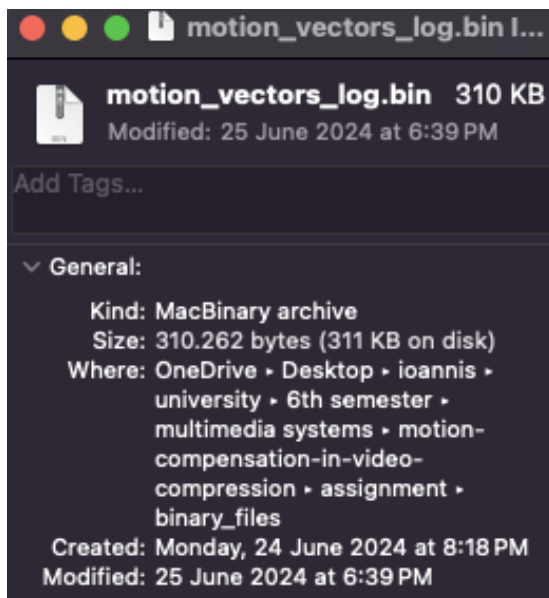 motion_vectors_log.bin I...
motion_vectors_log.bin 310 KB
Modified: 25 June 2024 at 6:39 PM
Add Tags...
General:
Kind: MacBinary archive
Size: 310.262 bytes (311 KB on disk)
Where: OneDrive ▸ Desktop ▸ ioannis ▸
university ▸ 6th semester ▸
multimedia systems ▸ motion-
compensation-in-video-
compression ▸ assignment ▸
binary_files
Created: Monday, 24 June 2024 at 8:18 PM
Modified: 25 June 2024 at 6:39 PM